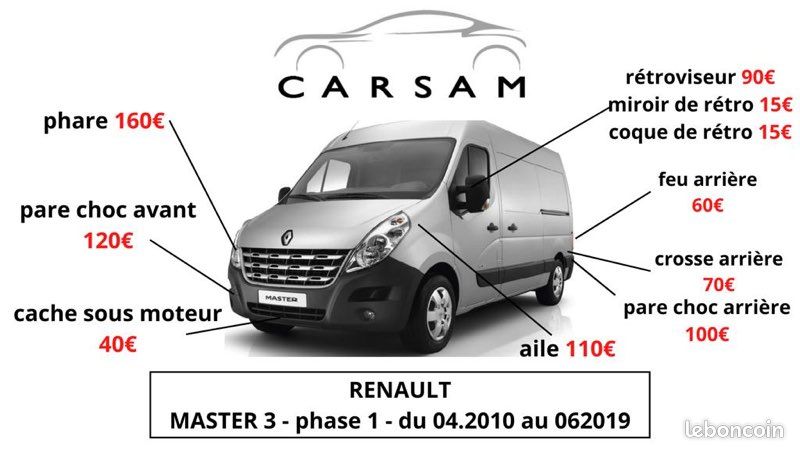 CARSAM
rétroviseur 90€
miroir de rétro 15€
coque de rétro 15€
phare 160€
feu arrière
60€
pare choc avant
120€
crosse arrière
70€
pare choc arrière
100€
cache sous moteur
40€
aile 110€
MASTER
RENAULT
MASTER 3 - phase 1 - du 04.2010 au 062019
leboncoin